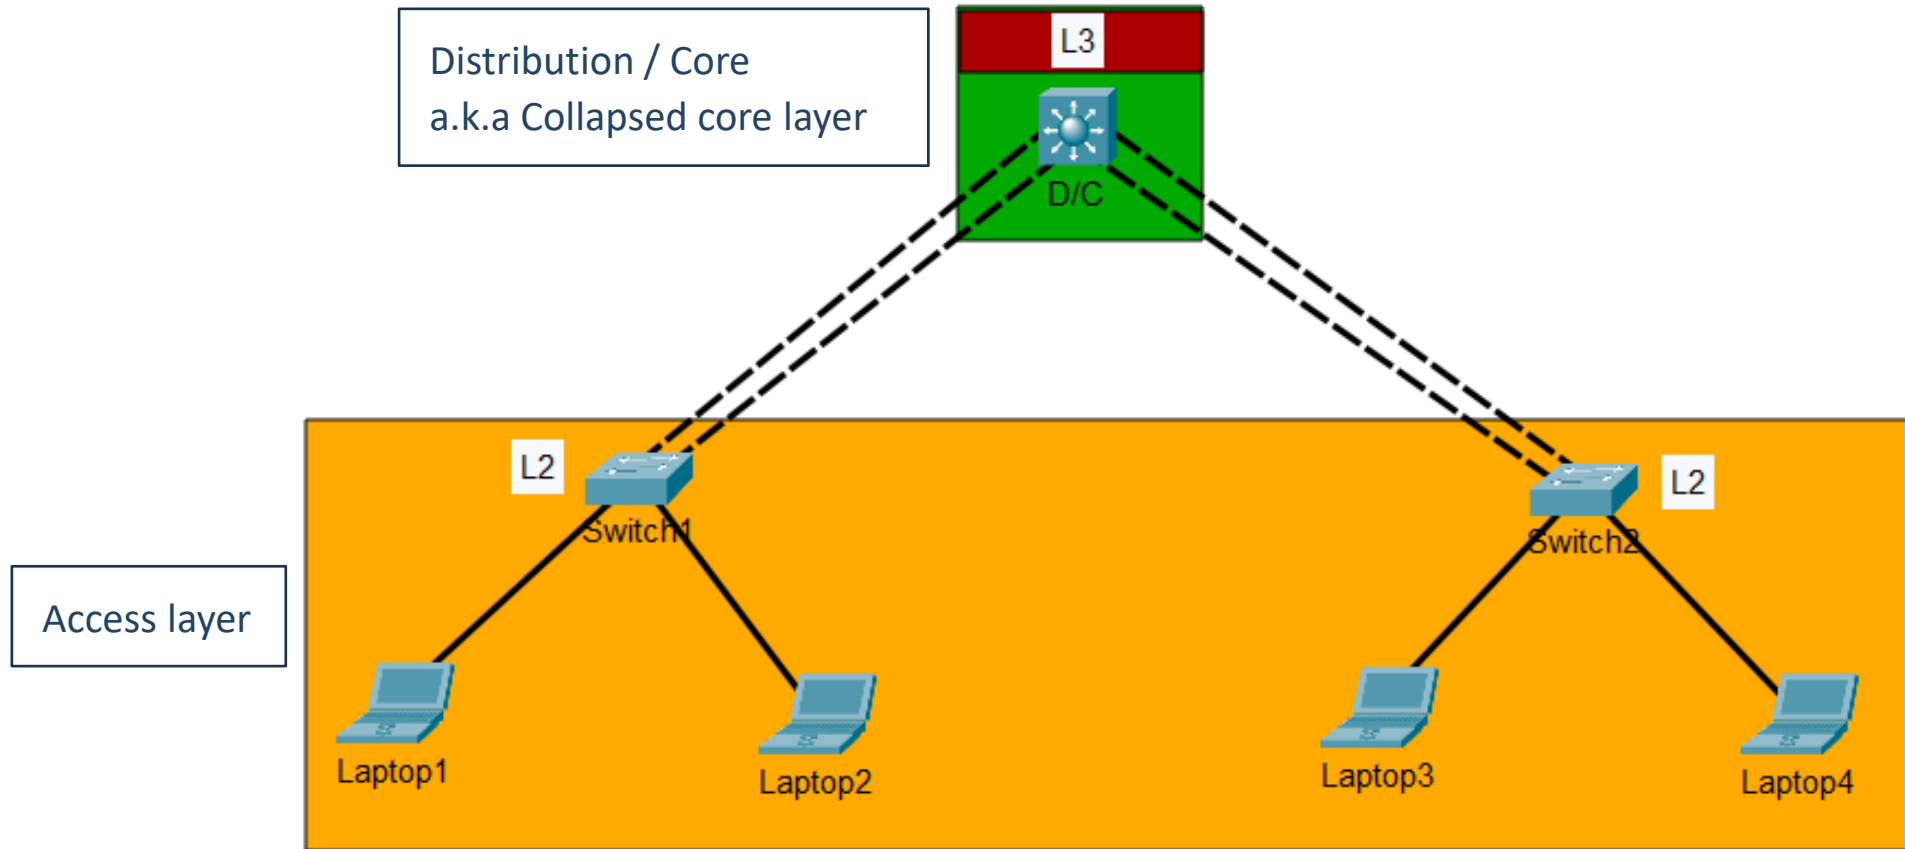 Distribution / Core
a.k.a Collapsed core layer
L3
D/C
L2
Switch1
L2
Switch2
Access layer
Laptop1
Laptop2
Laptop3
Laptop4